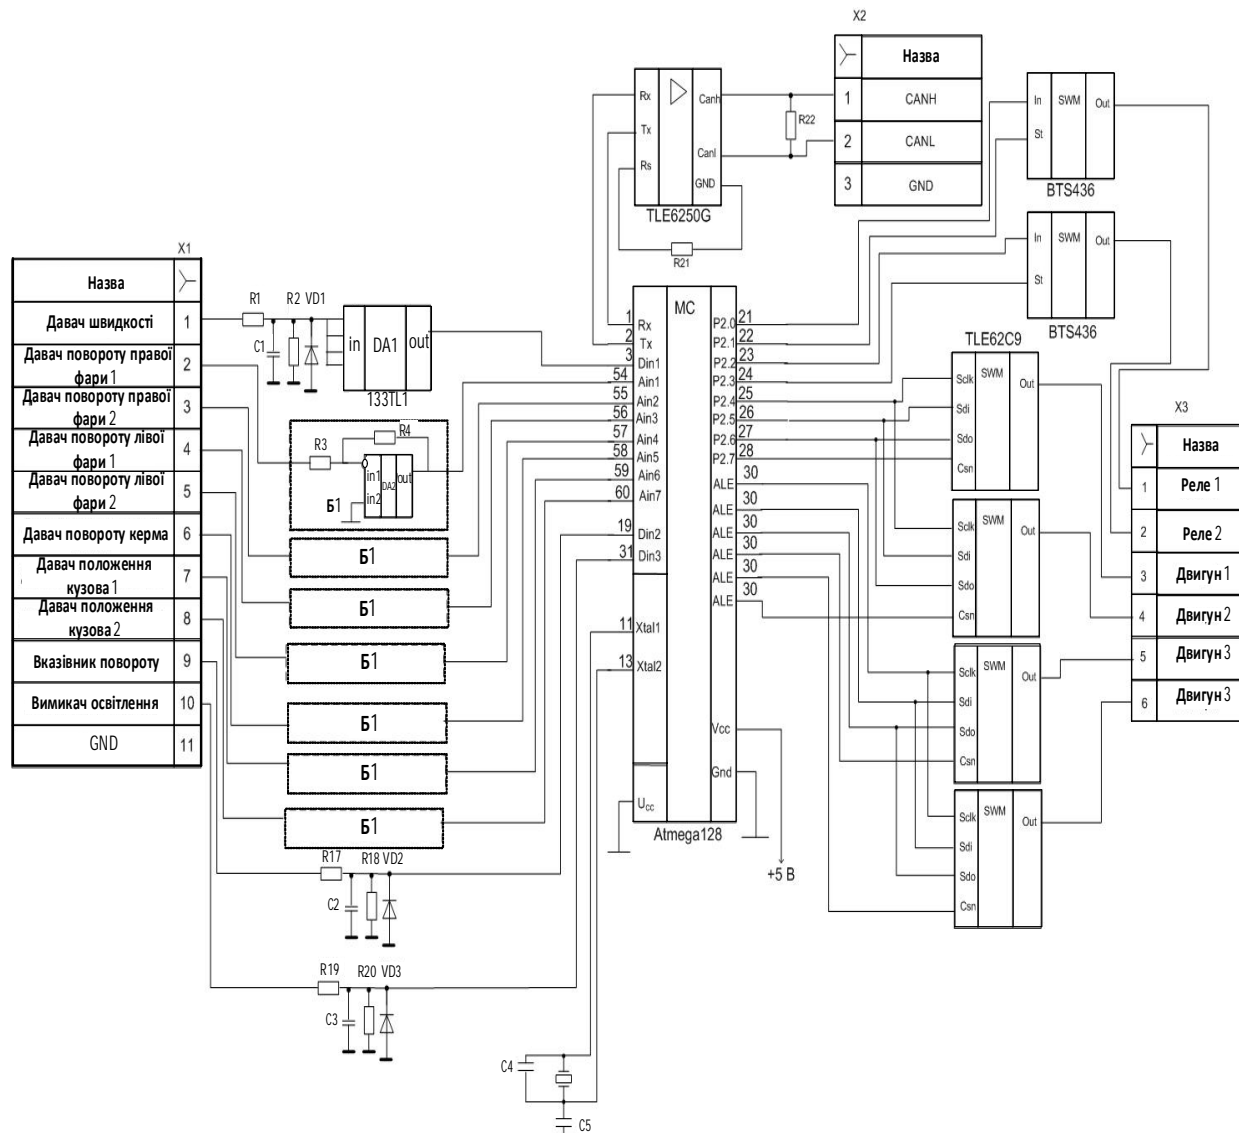 X2
Назва
1 CANH
2 CANL
3 GND
Rx Canh
Tx
Rs Canl
GND
TLE6250G
R22
R21
In SWM Out
St
BTS436
In SWM Out
St
BTS436
X1
Назва
Давач швидкості 1
Давач повороту правої
фари 1
2
Давач повороту правої
фари 2
3
Давач повороту лівої
фари 1
4
Давач повороту лівої
фари 2
5
Давач повороту керма 6
Давач положення
кузова 1
7
Давач положення
кузова 2
8
Вказівник повороту 9
Вимикач освітлення 10
GND 11
R1 R2 VD1
C1
in DA1 out
133TL1
R3 R4
in1 out
DA2
in2
Б1
Б1
Б1
Б1
Б1
Б1
Б1
R17 R18 VD2
C2
R19 R20 VD3
C3
C4
C5
MC
1 Rx
2 Tx
3 Din1
54 Ain1
55 Ain2
56 Ain3
57 Ain4
58 Ain5
59 Ain6
60 Ain7
19 Din2
31 Din3
11 Xtal1
13 Xtal2
Ucc
P2.0 21
P2.1 22
P2.2 23
P2.3 24
P2.4 25
P2.5 26
P2.6 27
P2.7 28
ALE 30
ALE 30
ALE 30
ALE 30
ALE 30
ALE 30
Vcc
Gnd
Atmega128
+5 В
TLE62C9
Sclk SWM Out
Sdi
Sdo
Csn
Sclk SWM Out
Sdi
Sdo
Csn
Sclk SWM Out
Sdi
Sdo
Csn
Sclk SWM Out
Sdi
Sdo
Csn
X3
Назва
1 Реле 1
2 Реле 2
3 Двигун 1
4 Двигун 2
5 Двигун 3
6 Двигун 3